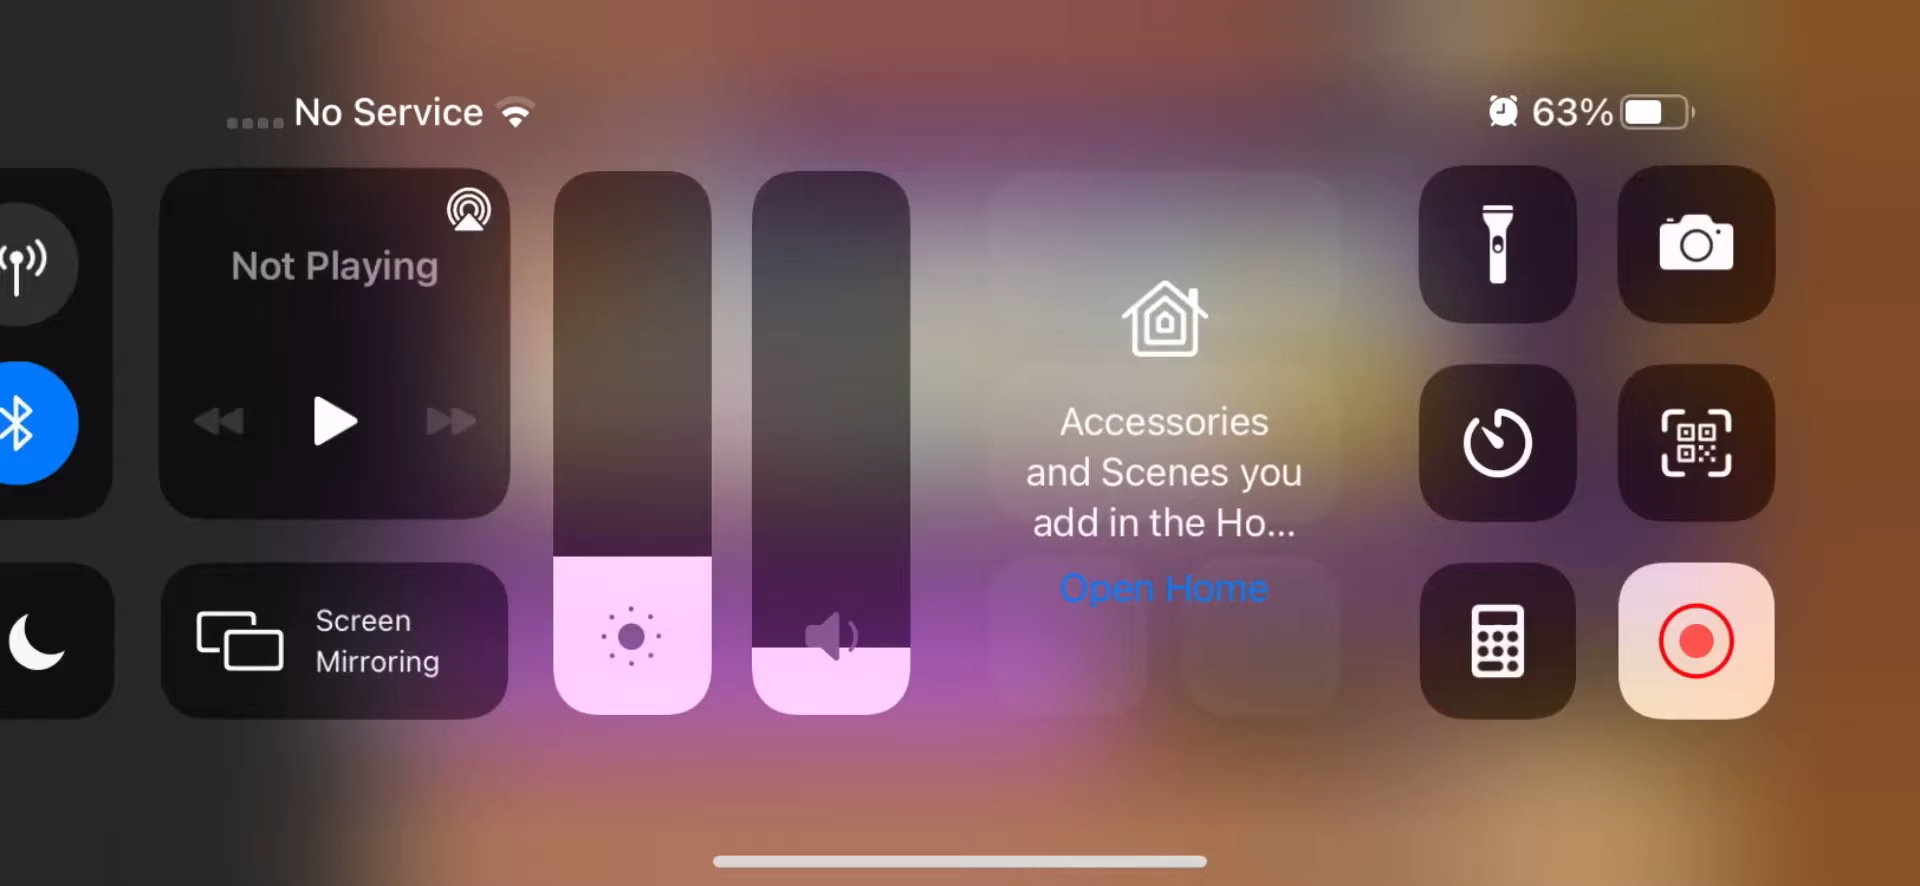 No Service
63%
Not Playing
Accessories
and Scenes you
add in the Ho...
Open Home
Screen
Mirroring